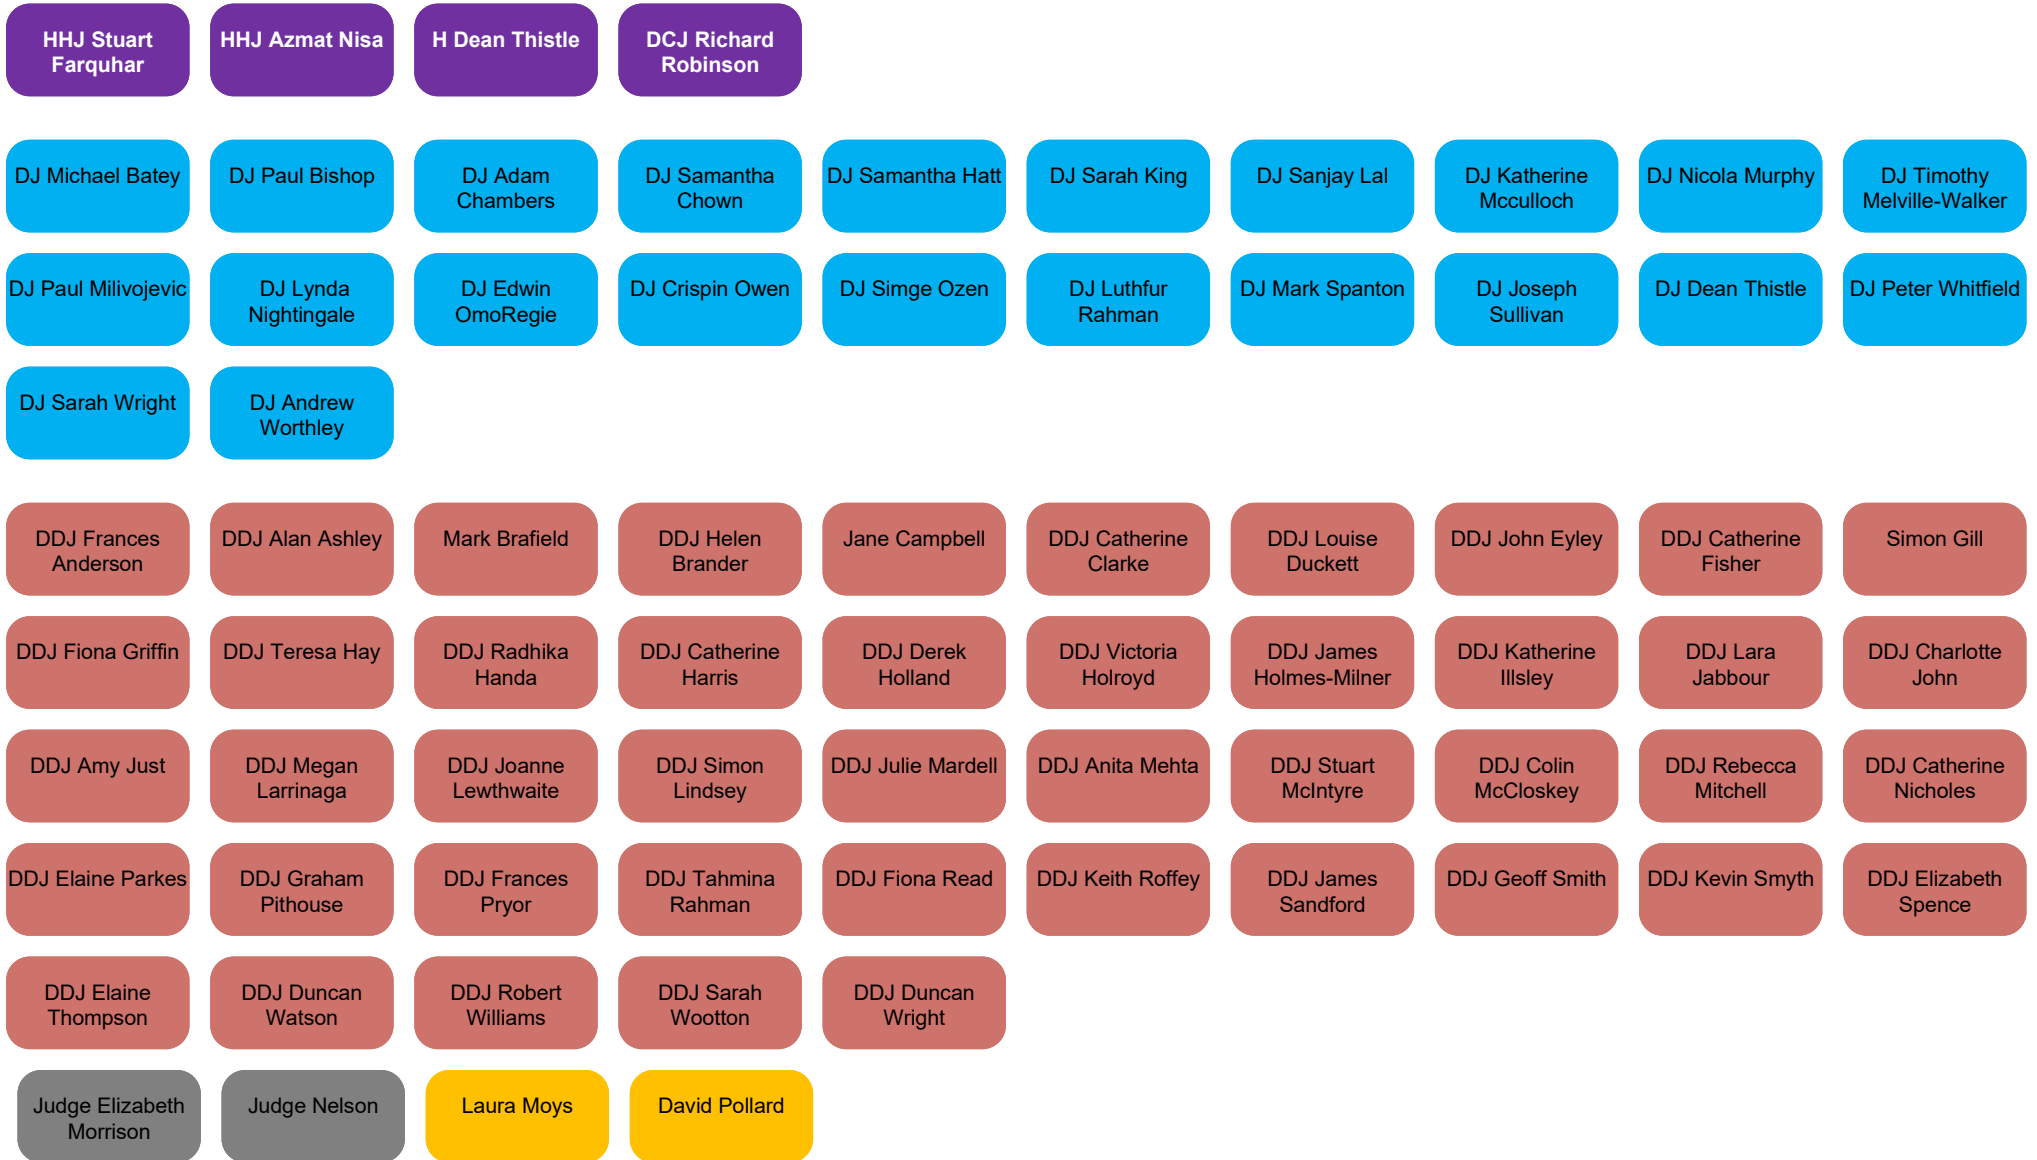 HHJ Stuart
Farquhar
HHJ Azmat Nisa
H Dean Thistle
DCJ Richard
Robinson
DJ Michael Batey
DJ Paul Bishop
DJ Adam
Chambers
DJ Samantha
Chown
DJ Samantha Hatt
DJ Sarah King
DJ Sanjay Lal
DJ Katherine
Mcculloch
DJ Nicola Murphy
DJ Timothy
Melville-Walker
DJ Paul Milivojevic
DJ Lynda
Nightingale
DJ Edwin
OmoRegie
DJ Crispin Owen
DJ Simge Ozen
DJ Luthfur
Rahman
DJ Mark Spanton
DJ Joseph
Sullivan
DJ Dean Thistle
DJ Peter Whitfield
DJ Sarah Wright
DJ Andrew
Worthley
DDJ Frances
Anderson
DDJ Alan Ashley
Mark Brafield
DDJ Helen
Brander
Jane Campbell
DDJ Catherine
Clarke
DDJ Louise
Duckett
DDJ John Eyley
DDJ Catherine
Fisher
Simon Gill
DDJ Fiona Griffin
DDJ Teresa Hay
DDJ Radhika
Handa
DDJ Catherine
Harris
DDJ Derek
Holland
DDJ Victoria
Holroyd
DDJ James
Holmes-Milner
DDJ Katherine
Illsley
DDJ Lara
Jabbour
DDJ Charlotte
John
DDJ Amy Just
DDJ Megan
Larrinaga
DDJ Joanne
Lewthwaite
DDJ Simon
Lindsey
DDJ Julie Mardell
DDJ Anita Mehta
DDJ Stuart
McIntyre
DDJ Colin
McCloskey
DDJ Rebecca
Mitchell
DDJ Catherine
Nicholes
DDJ Elaine Parkes
DDJ Graham
Pithouse
DDJ Frances
Pryor
DDJ Tahmina
Rahman
DDJ Fiona Read
DDJ Keith Roffey
DDJ James
Sandford
DDJ Geoff Smith
DDJ Kevin Smyth
DDJ Elizabeth
Spence
DDJ Elaine
Thompson
DDJ Duncan
Watson
DDJ Robert
Williams
DDJ Sarah
Wootton
DDJ Duncan
Wright
Judge Elizabeth
Morrison
Judge Nelson
Laura Moys
David Pollard